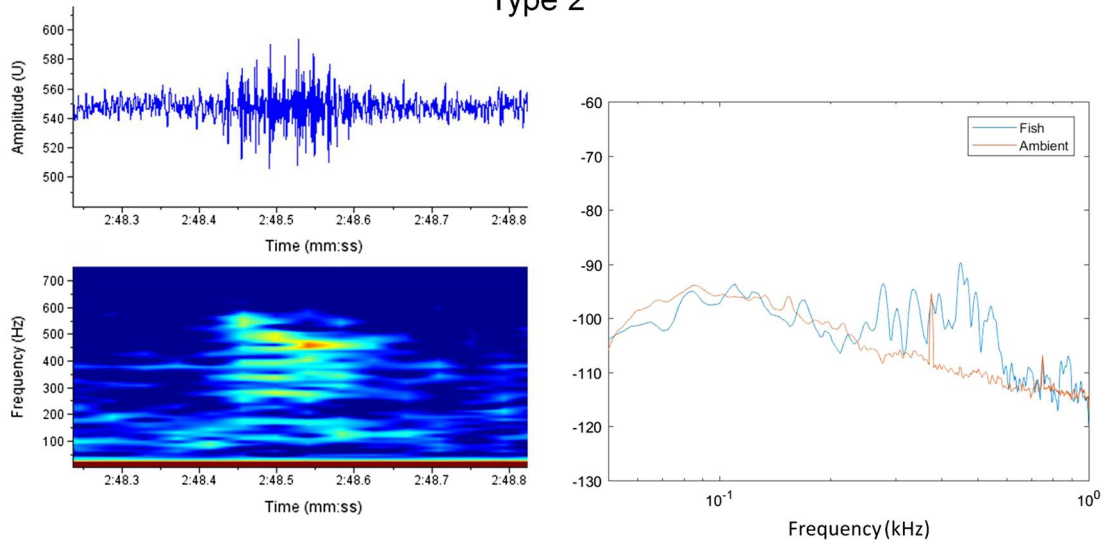 Type 2
Amplitude (U)
600
580
560
540
520
500
2:48.3 2:48.4 2:48.5 2:48.6 2:48.7 2:48.8
Time (mm:ss)
Frequency (Hz)
700
600
500
400
300
200
100
2:48.3 2:48.4 2:48.5 2:48.6 2:48.7 2:48.8
Time (mm:ss)
-60
-70
-80
-90
-100
-110
-120
-130
Fish
Ambient
10^-1 10^0
Frequency (kHz)